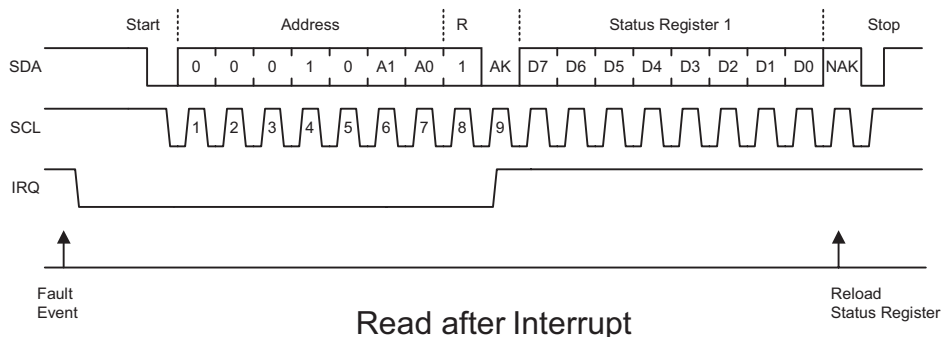 Start Address R Status Register 1 Stop
SDA 0 0 0 1 0 A1 A0 1 AK D7 D6 D5 D4 D3 D2 D1 D0 NAK
SCL 1 2 3 4 5 6 7 8 9
IRQ
Fault
Event
Reload
Status Register
Read after Interrupt